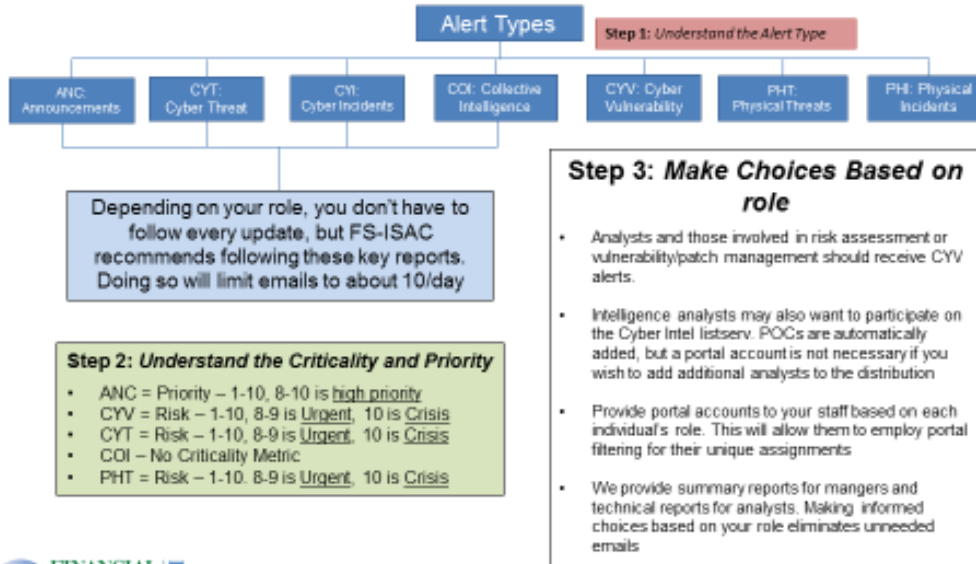 Alert Types
Step 1: Understand the Alert Type
ANC:
Announcements
CYT:
Cyber Threat
CYI:
Cyber Incidents
COI: Collective
Intelligence
CYV: Cyber
Vulnerability
PHT:
Physical Threats
PHI: Physical
Incidents
Depending on your role, you don't have to
follow every update, but FS-ISAC
recommends following these key reports.
Doing so will limit emails to about 10/day
Step 2: Understand the Criticality and Priority
• ANC = Priority – 1-10, 8-10 is high priority
• CYV = Risk – 1-10, 8-9 is Urgent, 10 is Crisis
• CYT = Risk – 1-10, 8-9 is Urgent, 10 is Crisis
• COI – No Criticality Metric
• PHT = Risk – 1-10. 8-9 is Urgent, 10 is Crisis
Step 3: Make Choices Based on
role
• Analysts and those involved in risk assessment or
vulnerability/patch management should receive CYV
alerts.
• Intelligence analysts may also want to participate on
the Cyber Intel listserv. POCs are automatically
added, but a portal account is not necessary if you
wish to add additional analysts to the distribution
• Provide portal accounts to your staff based on each
individual's role. This will allow them to employ portal
filtering for their unique assignments
• We provide summary reports for mangers and
technical reports for analysts. Making informed
choices based on your role eliminates unneeded
emails
FINANCIAL